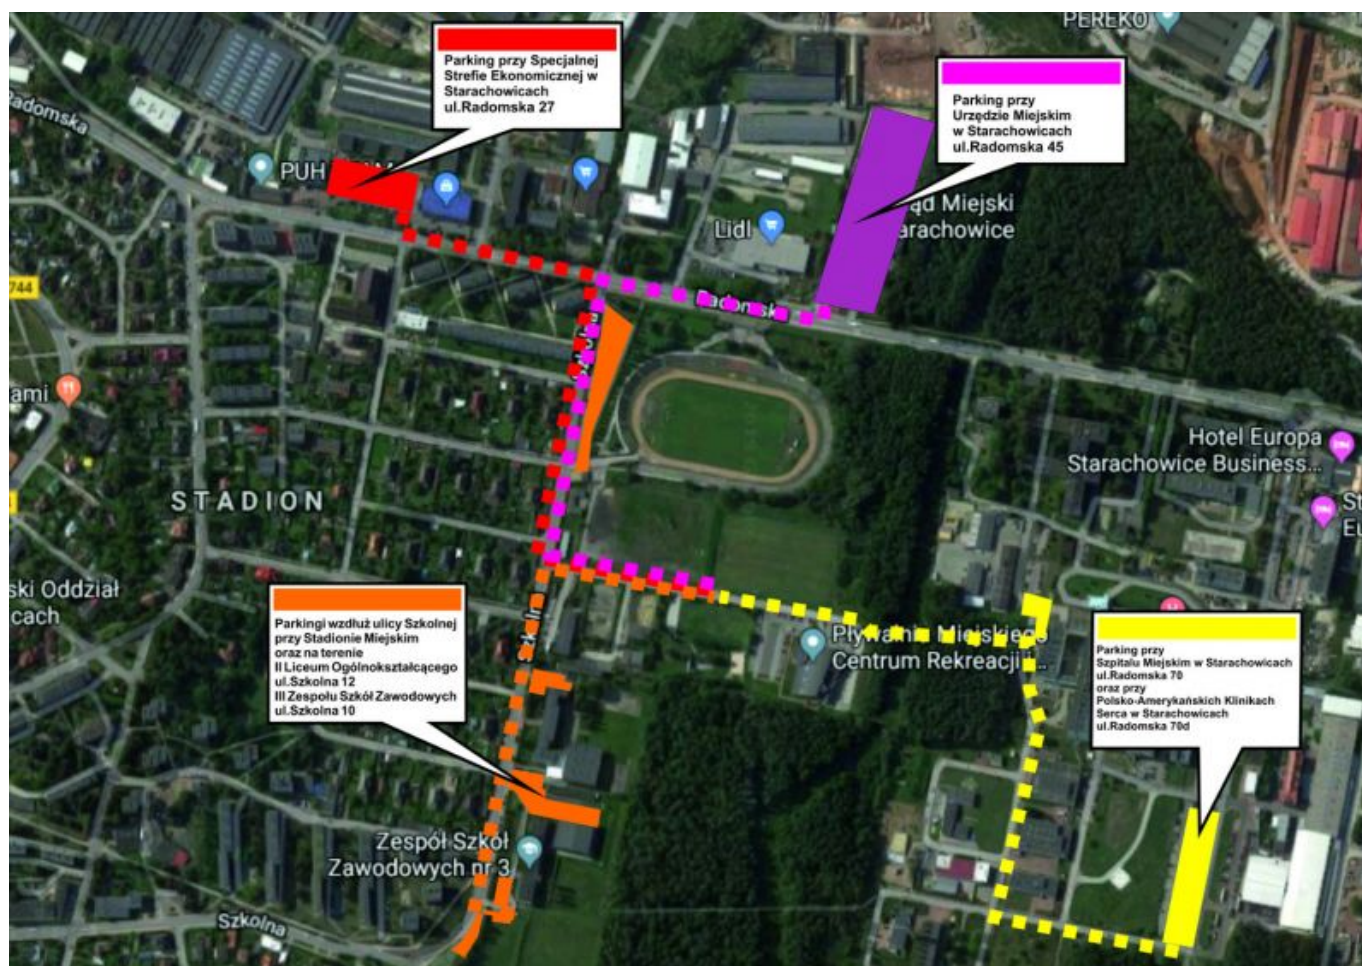 PEREKO
Parking przy Specjalnej
Strefie Ekonomicznej w
Starachowicach
ul.Radomska 27
Parking przy
Urzędzie Miejskim
w Starachowicach
ul.Radomska 45
Radomska
PUH
Lidl
ąd Miejski
arachowice
744
Radomska
ami
Hotel Europa
Starachowice Business...
STADION
St
Eu
ski Oddział
cach
Parkingi wzdłuż ulicy Szkolnej
przy Stadionie Miejskim
oraz na terenie
II Liceum Ogólnokształcącego
ul.Szkolna 12
III Zespołu Szkół Zawodowych
ul.Szkolna 10
Pływalnia Miejskiego
Centrum Rekreacji i...
Parking przy
Szpitalu Miejskim w Starachowicach
ul.Radomska 70
oraz przy
Polsko-Amerykańskich Klinikach
Serca w Starachowicach
ul.Radomska 70d
Zespół Szkół
Zawodowych nr 3
Szkolna